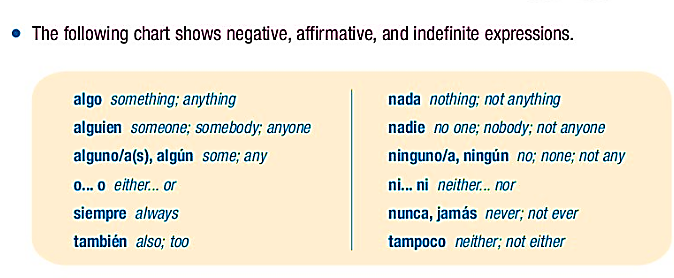 The following chart shows negative, affirmative, and indefinite expressions.
algo something; anything
alguien someone; somebody; anyone
alguno/a(s), algún some; any
o... o either... or
siempre always
también also; too
nada nothing; not anything
nadie no one; nobody; not anyone
ninguno/a, ningún no; none; not any
ni... ni neither... nor
nunca, jamás never; not ever
tampoco neither; not either